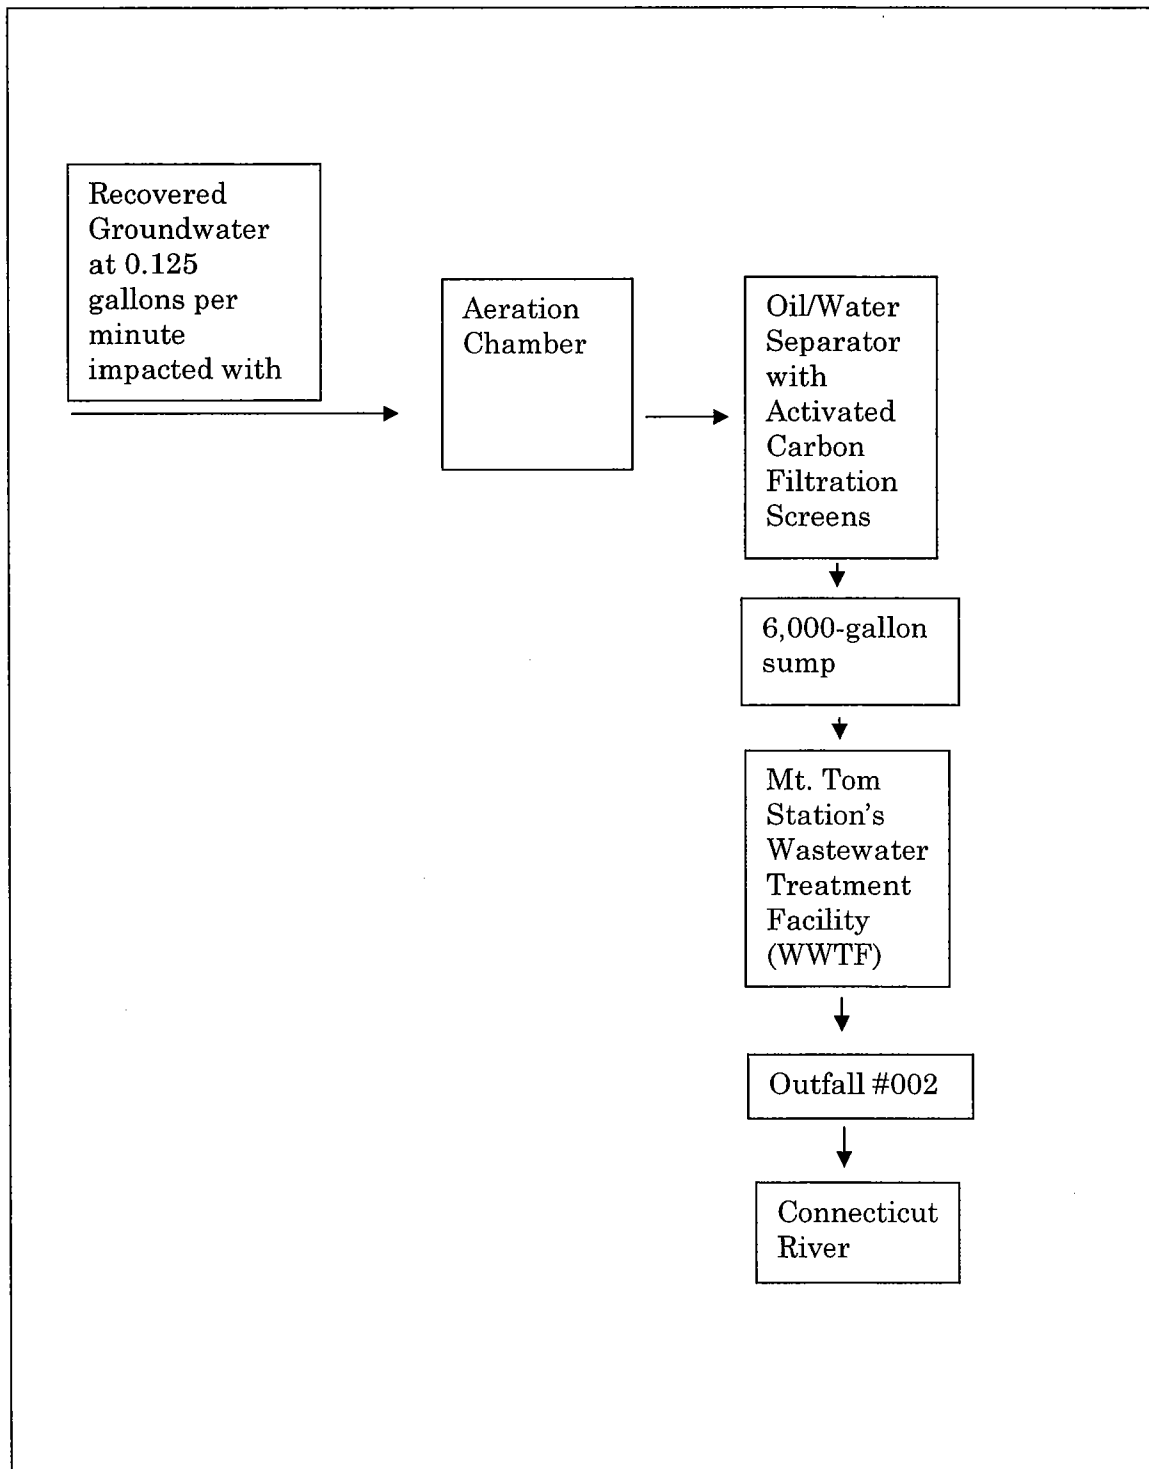 Recovered
Groundwater
at 0.125
gallons per
minute
impacted with
Aeration
Chamber
Oil/Water
Separator
with
Activated
Carbon
Filtration
Screens
6,000-gallon
sump
Mt. Tom
Station’s
Wastewater
Treatment
Facility
(WWTF)
Outfall #002
Connecticut
River